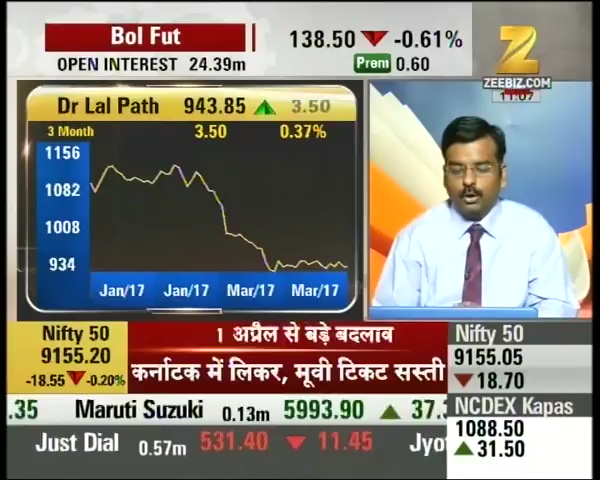 Bol Fut
138.50 -0.61%
OPEN INTEREST 24.39m
Prem 0.60
Z
ZEEBIZ.COM
11:07
Dr Lal Path 943.85 3.50
3 Month 3.50 0.37%
1156
1082
1008
934
Jan/17 Jan/17 Mar/17 Mar/17
Nifty 50
9155.20
-18.55 -0.20%
1 अप्रैल से बड़े बदलाव
कर्नाटक में लिकर, मूवी टिकट सस्ती
Nifty 50
9155.05
18.70
NCDEX Kapas
1088.50
31.50
.35 Maruti Suzuki 0.13m 5993.90 37.
Just Dial 0.57m 531.40 11.45 Jyo